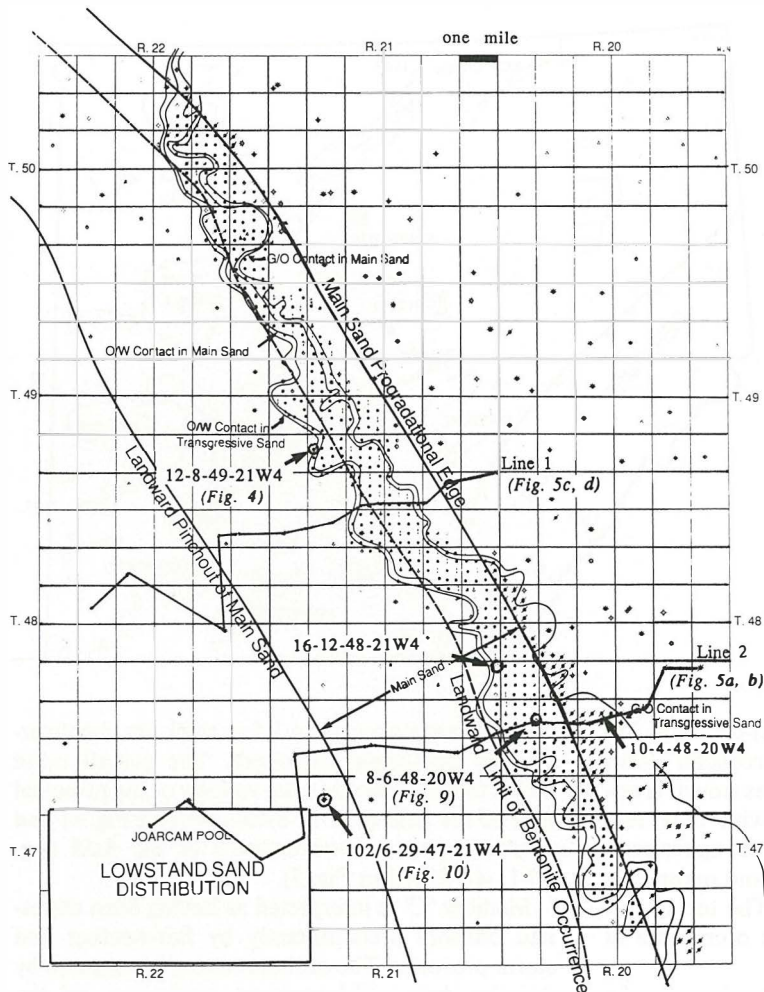 R. 22
one mile
R. 20
W.4
T. 50
T. 50
G/O Contact in Main Sand
Main Sand Progradational Edge
O/W Contact in Main Sand
T. 49
T. 49
O/W Contact in
Transgressive Sand
Landward Pinchout of Main Sand
12-8-49-21W4
(Fig. 4)
Line 1
(Fig. 5c, d)
T. 48
T. 48
16-12-48-21W4
Main Sand
Line 2
(Fig. 5a, b)
G/O Contact in
Transgressive Sand
Landward Limit of Bentonite Occurrence
10-4-48-20W4
8-6-48-20W4
(Fig. 9)
JOARCAM POOL
T. 47
T. 47
102/6-29-47-21W4
(Fig. 10)
LOWSTAND SAND
DISTRIBUTION
R. 22
R. 21
R. 20